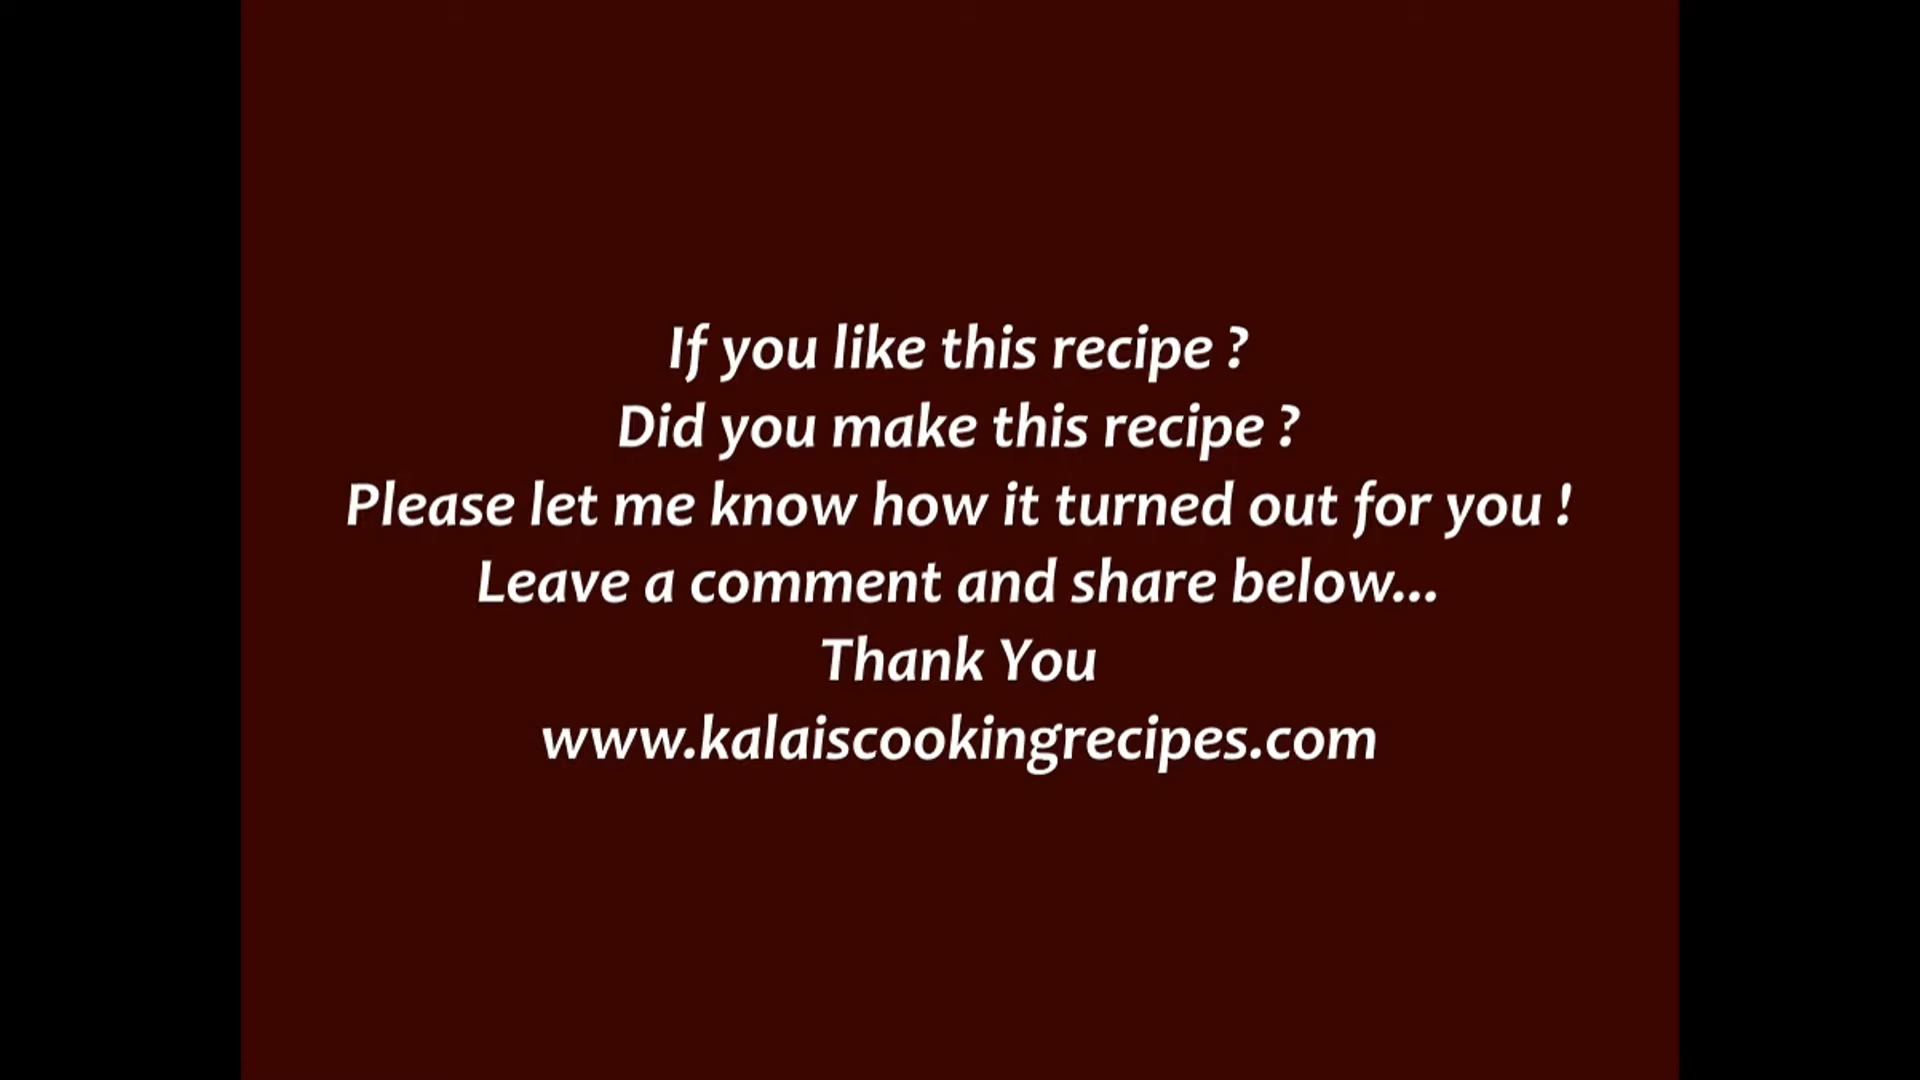 If you like this recipe ?
Did you make this recipe ?
Please let me know how it turned out for you !
Leave a comment and share below...
Thank You
www.kalaiscookingrecipes.com